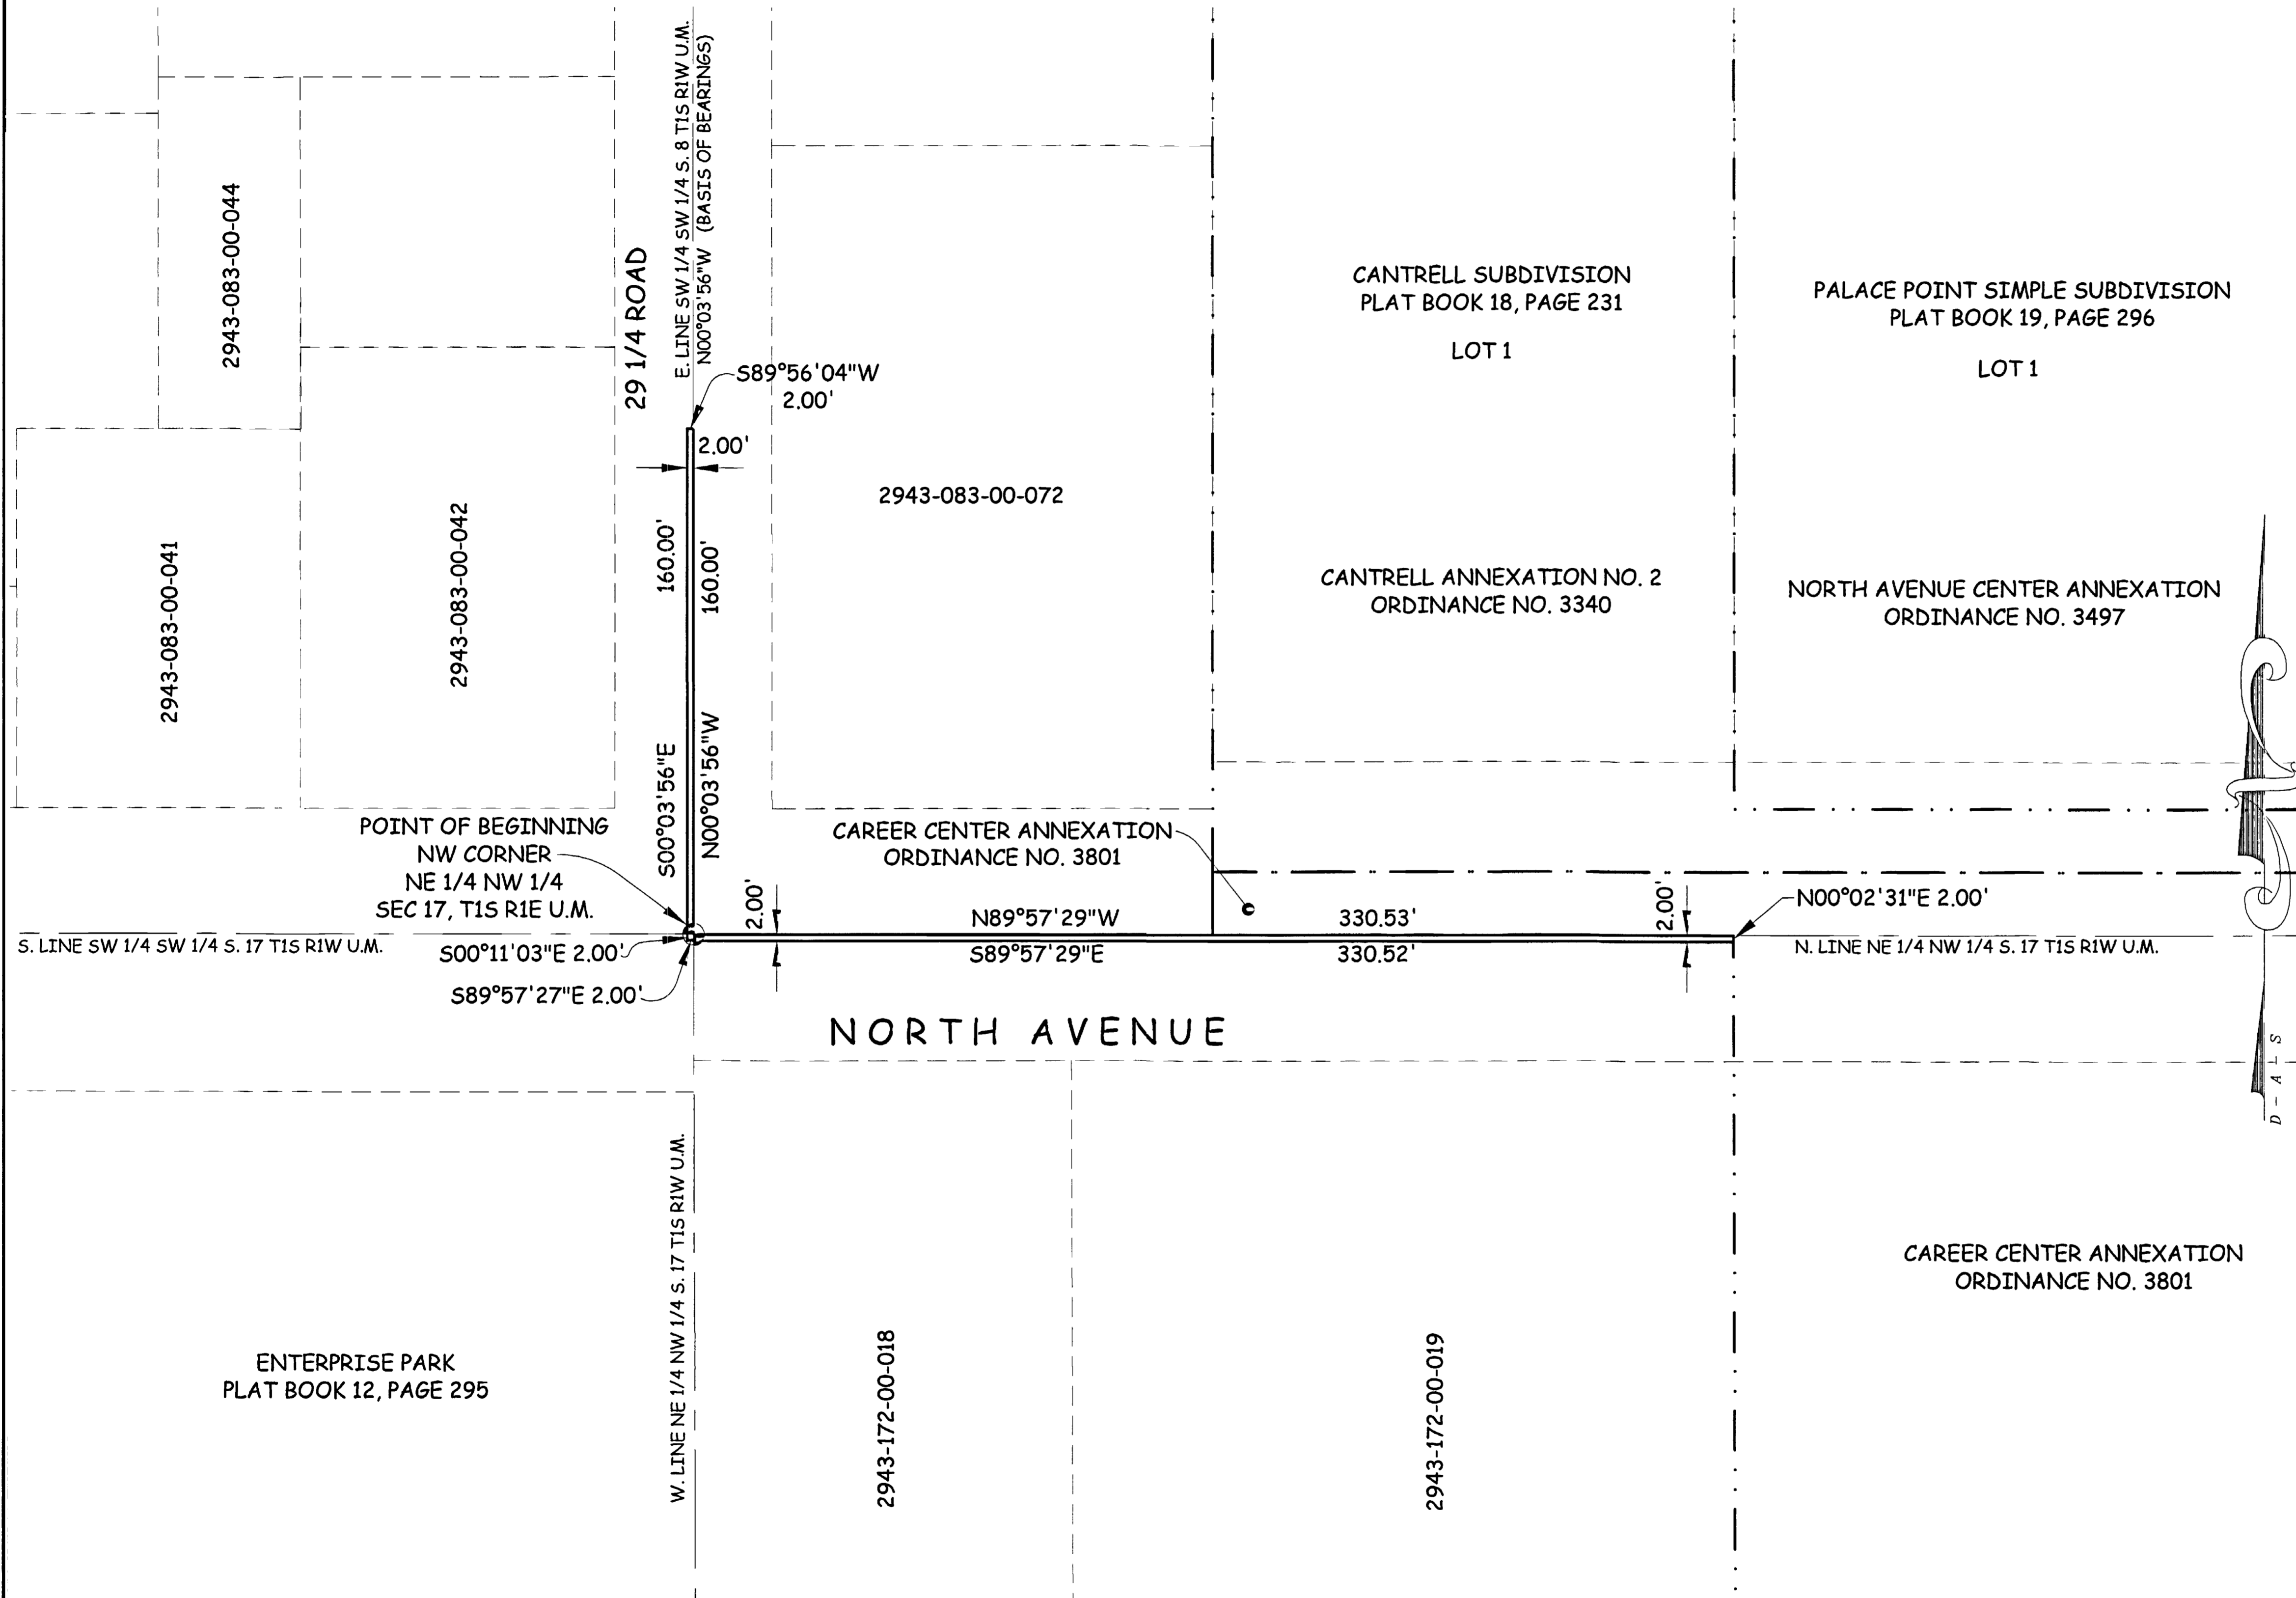 E. LINE SW 1/4 SW 1/4 S. 8 T1S R1W U.M.
N00°03'56"W (BASIS OF BEARINGS)
29 1/4 ROAD
2943-083-00-044
2943-083-00-041
2943-083-00-042
S89°56'04"W
2.00'
2.00'
160.00'
160.00'
S00°03'56"E
N00°03'56"W
2943-083-00-072
CANTRELL SUBDIVISION
PLAT BOOK 18, PAGE 231
LOT 1
PALACE POINT SIMPLE SUBDIVISION
PLAT BOOK 19, PAGE 296
LOT 1
CANTRELL ANNEXATION NO. 2
ORDINANCE NO. 3340
NORTH AVENUE CENTER ANNEXATION
ORDINANCE NO. 3497
POINT OF BEGINNING
NW CORNER
NE 1/4 NW 1/4
SEC 17, T1S R1E U.M.
CAREER CENTER ANNEXATION
ORDINANCE NO. 3801
2.00'
N89°57'29"W 330.53'
S89°57'29"E 330.52'
2.00'
N00°02'31"E 2.00'
S. LINE SW 1/4 SW 1/4 S. 17 T1S R1W U.M.
S00°11'03"E 2.00'
S89°57'27"E 2.00'
N. LINE NE 1/4 NW 1/4 S. 17 T1S R1W U.M.
NORTH AVENUE
D - A - S
W. LINE NE 1/4 NW 1/4 S. 17 T1S R1W U.M.
ENTERPRISE PARK
PLAT BOOK 12, PAGE 295
2943-172-00-018
2943-172-00-019
CAREER CENTER ANNEXATION
ORDINANCE NO. 3801